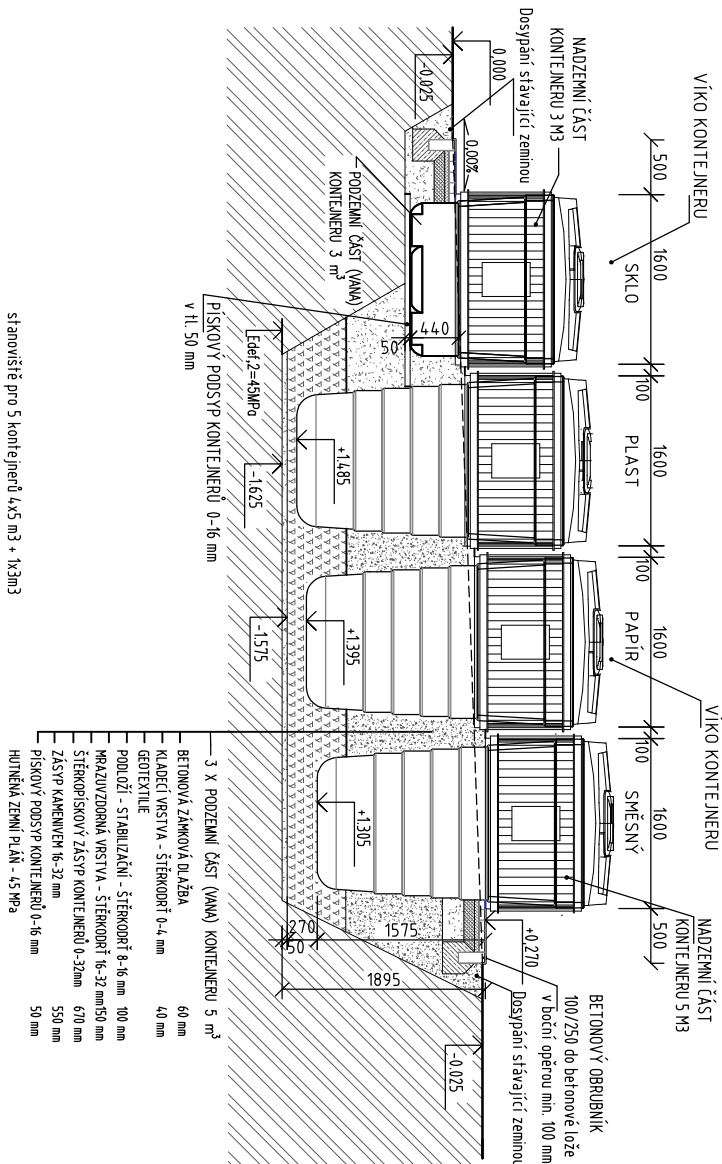 VÍKO KONTEJNERU
VÍKO KONTEJNERU
500
1600
100
1600
100
1600
100
1600
500
SKLO
PLAST
PAPÍR
SMĚSNÝ
NADZEMNÍ ČÁST
KONTEJNERU 3 M3
Dosypání stávající zeminou
0,000
-0.025
0,00%
NADZEMNÍ ČÁST
KONTEJNERU 5 M3
BETONOVÝ OBRUBNÍK
100/250 do betonové lože
v boční opěrou min. 100 mm
+0,270
Dosypání stávající zeminou
-0.025
PODZEMNÍ ČÁST (VANA)
KONTEJNERU 3 m³
440
50
+1.485
+1.395
+1.305
1575
270
50
1895
Edef,2=45MPa
-1.625
-1.575
PÍSKOVÝ PODSYP KONTEJNERŮ 0-16 mm
v tl. 50 mm
3 X PODZEMNÍ ČÁST (VANA) KONTEJNERU 5 m³
BETONOVÁ ZÁMKOVÁ DLAŽBA 60 mm
KLADECÍ VRSTVA - ŠTĚRKODRŤ 0-4 mm 40 mm
GEOTEXTILIE
PODLOŽÍ - STABILIZAČNÍ - ŠTĚRKODRŤ 8-16 mm 100 mm
MRAZUVZDORNÁ VRSTVA - ŠTĚRKODRŤ 16-32 mm 150 mm
ŠTĚRKOPÍSKOVÝ ZÁSYP KONTEJNERŮ 0-32mm 670 mm
ZÁSYP KAMENIVEM 16-32 mm 550 mm
PÍSKOVÝ PODSYP KONTEJNERŮ 0-16 mm 50 mm
HUTNĚNÁ ZEMNÍ PLÁŇ - 45 MPa
stanoviště pro 5 kontejnerů 4x5 m3 + 1x3m3